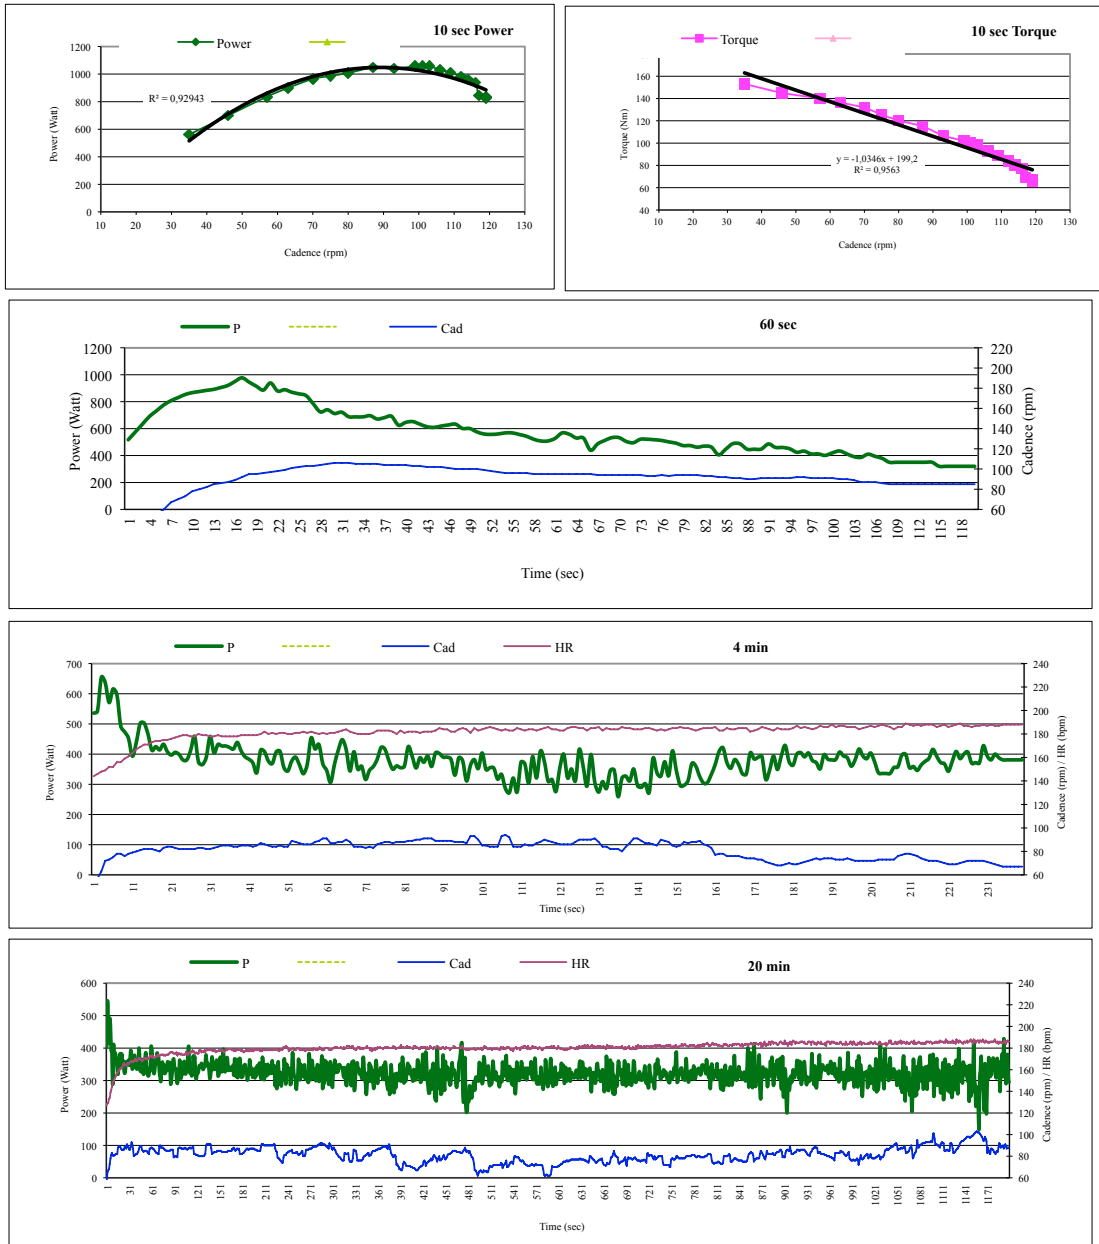 10 sec Power
Power
1200
1000
800
600
400
200
0
R² = 0,92943
Power (Watt)
10 20 30 40 50 60 70 80 90 100 110 120 130
Cadence (rpm)
10 sec Torque
Torque
160
140
120
100
80
60
40
y = -1,0346x + 199,2
R² = 0,9563
Torque (Nm)
10 20 30 40 50 60 70 80 90 100 110 120 130
Cadence (rpm)
P Cad 60 sec
1200
1000
800
600
400
200
0
Power (Watt)
220
200
180
160
140
120
100
80
60
Cadence (rpm)
1 4 7 10 13 16 19 22 25 28 31 34 37 40 43 46 49 52 55 58 61 64 67 70 73 76 79 82 85 88 91 94 97 100 103 106 109 112 115 118
Time (sec)
P Cad HR 4 min
700
600
500
400
300
200
100
0
Power (Watt)
240
220
200
180
160
140
120
100
80
60
Cadence (rpm) / HR (bpm)
1 11 21 31 41 51 61 71 81 91 101 111 121 131 141 151 161 171 181 191 201 211 221 231
Time (sec)
P Cad HR 20 min
600
500
400
300
200
100
0
Power (Watt)
240
220
200
180
160
140
120
100
80
60
Cadence (rpm) / HR (bpm)
1 31 61 91 121 151 181 211 241 271 301 331 361 391 421 451 481 511 541 571 601 631 661 691 721 751 781 811 841 871 901 931 961 991 1021 1051 1081 1111 1141 1171
Time (sec)